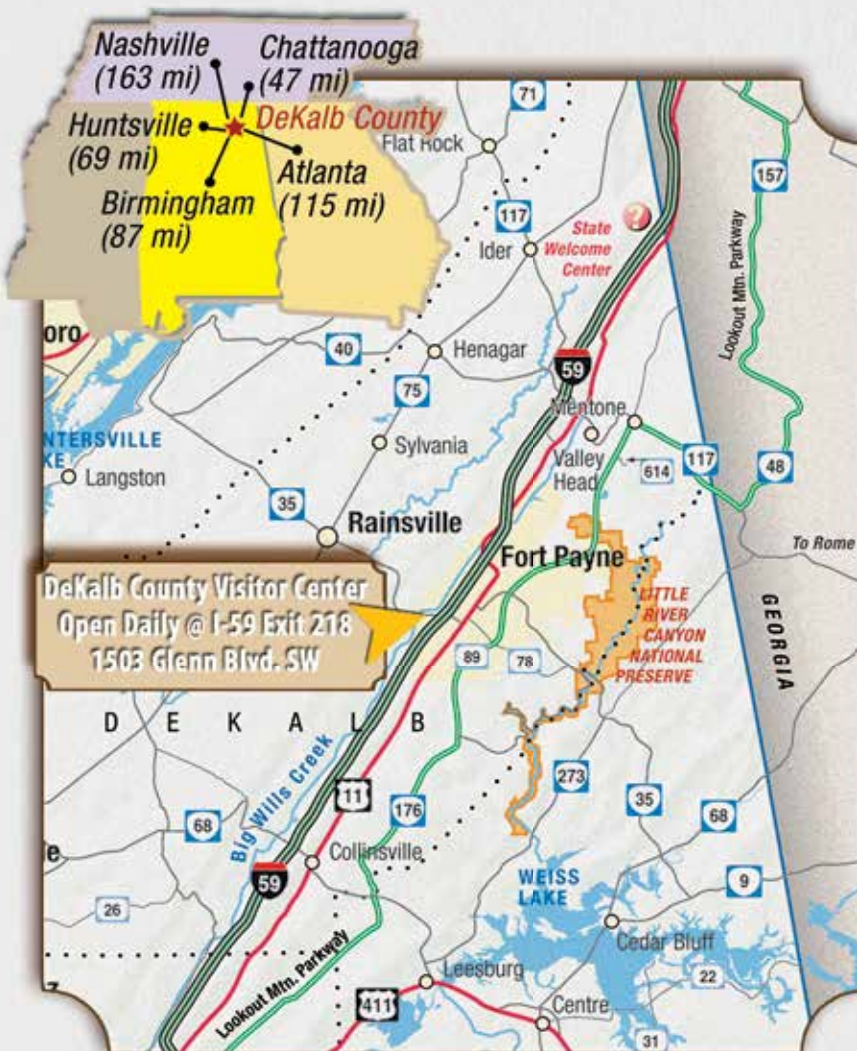 Nashville
(163 mi)
Chattanooga
(47 mi)
Huntsville
(69 mi)
DeKalb County
Birmingham
(87 mi)
Atlanta
(115 mi)
71
Flat Rock
157
117
Ider
State
Welcome
Center
?
Lookout Mtn. Parkway
oro
40
Henagar
59
75
Mentone
NTERSVILLE
KE
Sylvania
Valley
Head
614
117
48
Langston
35
Rainsville
Fort Payne
To Rome
DeKalb County Visitor Center
Open Daily @ I-59 Exit 218
1503 Glenn Blvd. SW
LITTLE
RIVER
CANYON
NATIONAL
PRESERVE
GEORGIA
89
78
D E K A L B
Big Wills Creek
11
176
273
35
68
68
e
Collinsville
59
WEISS
LAKE
9
26
Cedar Bluff
Lookout Mtn. Parkway
Leesburg
22
411
Centre
31